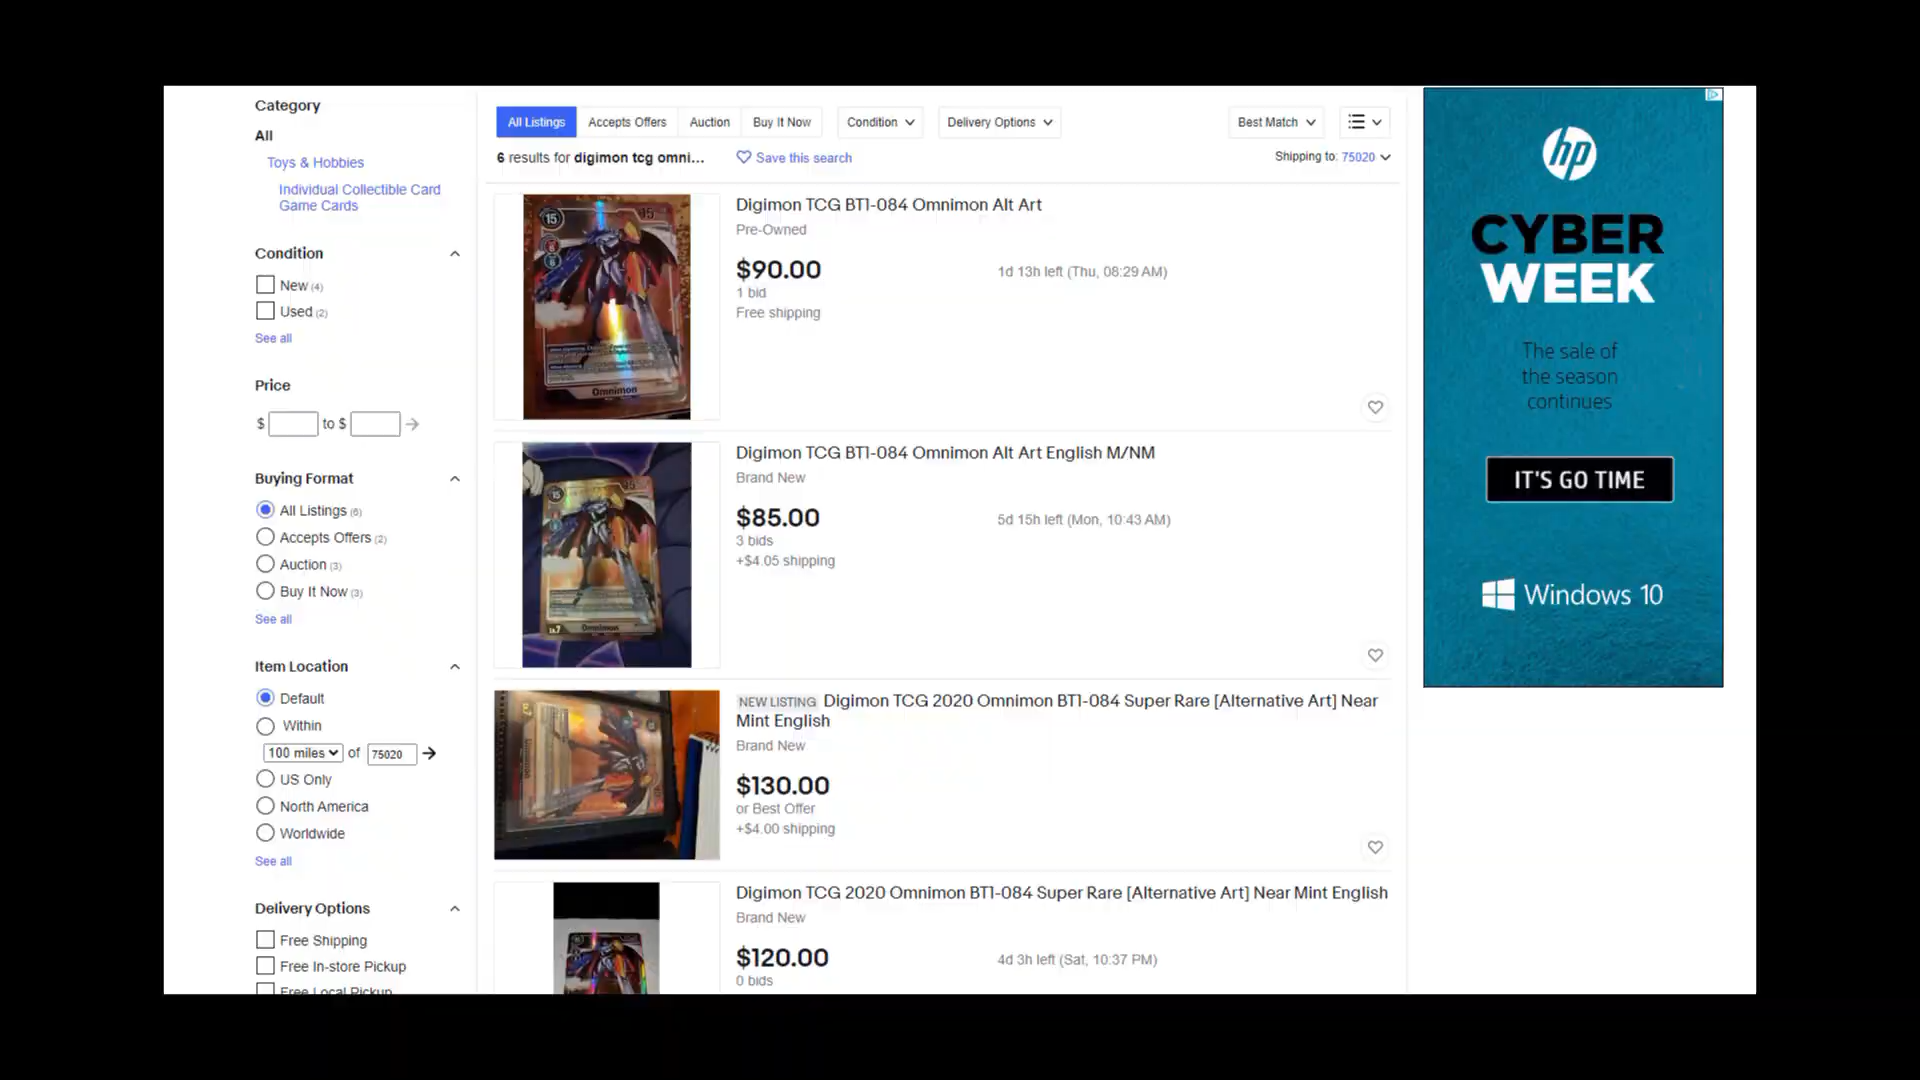 Category
All
Toys & Hobbies
Individual Collectible Card
Game Cards
Condition
New (4)
Used (2)
See all
Price
$ to $
Buying Format
All Listings (6)
Accepts Offers (2)
Auction (3)
Buy It Now (3)
See all
Item Location
Default
Within
100 miles of 75020
US Only
North America
Worldwide
See all
Delivery Options
Free Shipping
Free In-store Pickup
Free Local Pickup
All Listings Accepts Offers Auction Buy It Now Condition Delivery Options Best Match
6 results for digimon tcg omni... Save this search Shipping to: 75020
15
Omnimon
Digimon TCG BT1-084 Omnimon Alt Art
Pre-Owned
$90.00 1d 13h left (Thu, 08:29 AM)
1 bid
Free shipping
15
Lv.7 Omnimon
Digimon TCG BT1-084 Omnimon Alt Art English M/NM
Brand New
$85.00 5d 15h left (Mon, 10:43 AM)
3 bids
+$4.05 shipping
NEW LISTING Digimon TCG 2020 Omnimon BT1-084 Super Rare [Alternative Art] Near
Mint English
Brand New
$130.00
or Best Offer
+$4.00 shipping
Digimon TCG 2020 Omnimon BT1-084 Super Rare [Alternative Art] Near Mint English
Brand New
$120.00 4d 3h left (Sat, 10:37 PM)
0 bids
hp
CYBER
WEEK
The sale of
the season
continues
IT'S GO TIME
Windows 10